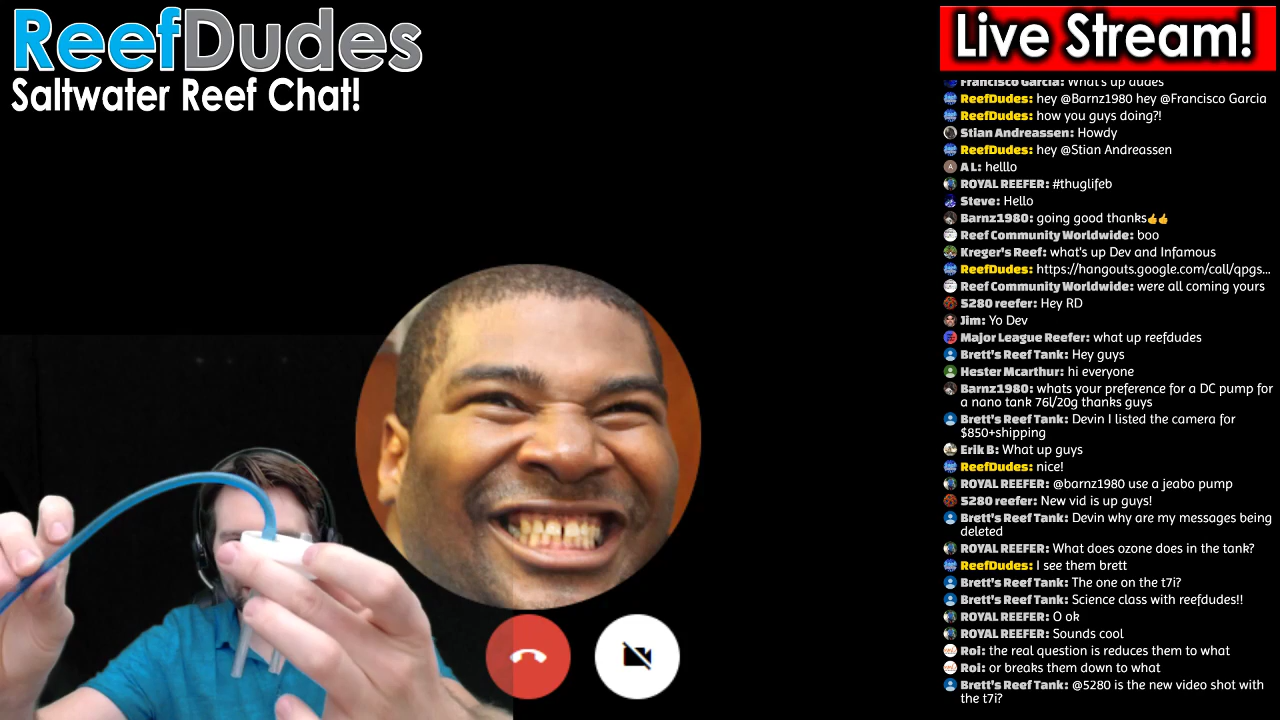 ReefDudes
Saltwater Reef Chat!
Live Stream!
Francisco Garcia: What's up dudes
ReefDudes: hey @Barnz1980 hey @Francisco Garcia
ReefDudes: how you guys doing?!
Stian Andreassen: Howdy
ReefDudes: hey @Stian Andreassen
A L: helllo
ROYAL REEFER: #thuglifeb
Steve: Hello
Barnz1980: going good thanks👍👍
Reef Community Worldwide: boo
Kreger's Reef: what's up Dev and Infamous
ReefDudes: https://hangouts.google.com/call/qpgs...
Reef Community Worldwide: were all coming yours
5280 reefer: Hey RD
Jim: Yo Dev
Major League Reefer: what up reefdudes
Brett's Reef Tank: Hey guys
Hester Mcarthur: hi everyone
Barnz1980: whats your preference for a DC pump for
a nano tank 76l/20g thanks guys
Brett's Reef Tank: Devin I listed the camera for
$850+shipping
Erik B: What up guys
ReefDudes: nice!
ROYAL REEFER: @barnz1980 use a jeabo pump
5280 reefer: New vid is up guys!
Brett's Reef Tank: Devin why are my messages being
deleted
ROYAL REEFER: What does ozone does in the tank?
ReefDudes: I see them brett
Brett's Reef Tank: The one on the t7i?
Brett's Reef Tank: Science class with reefdudes!!
ROYAL REEFER: O ok
ROYAL REEFER: Sounds cool
Roi: the real question is reduces them to what
Roi: or breaks them down to what
Brett's Reef Tank: @5280 is the new video shot with
the t7i?